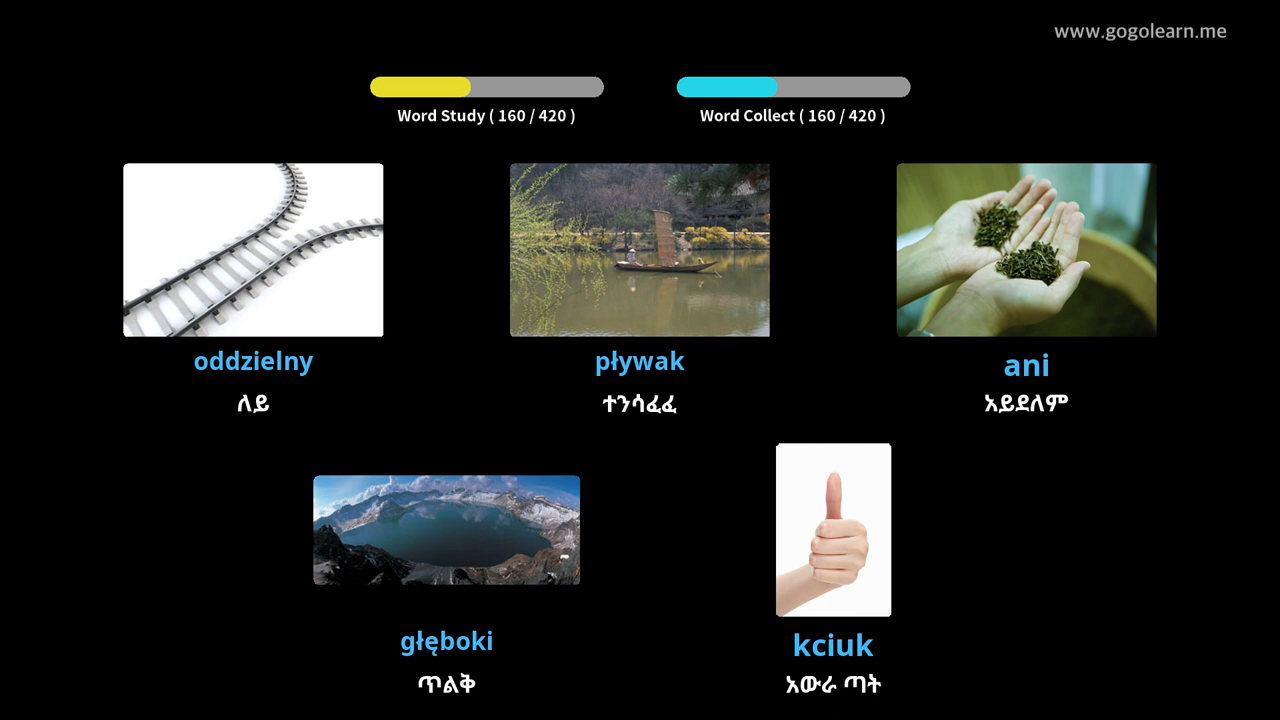 www.gogolearn.me
Word Study ( 160 / 420 )
Word Collect ( 160 / 420 )
oddzielny
pływak
ani
ለይ
ተንሳፈፈ
አይደለም
głęboki
kciuk
ጥልቅ
አውራ ጣት